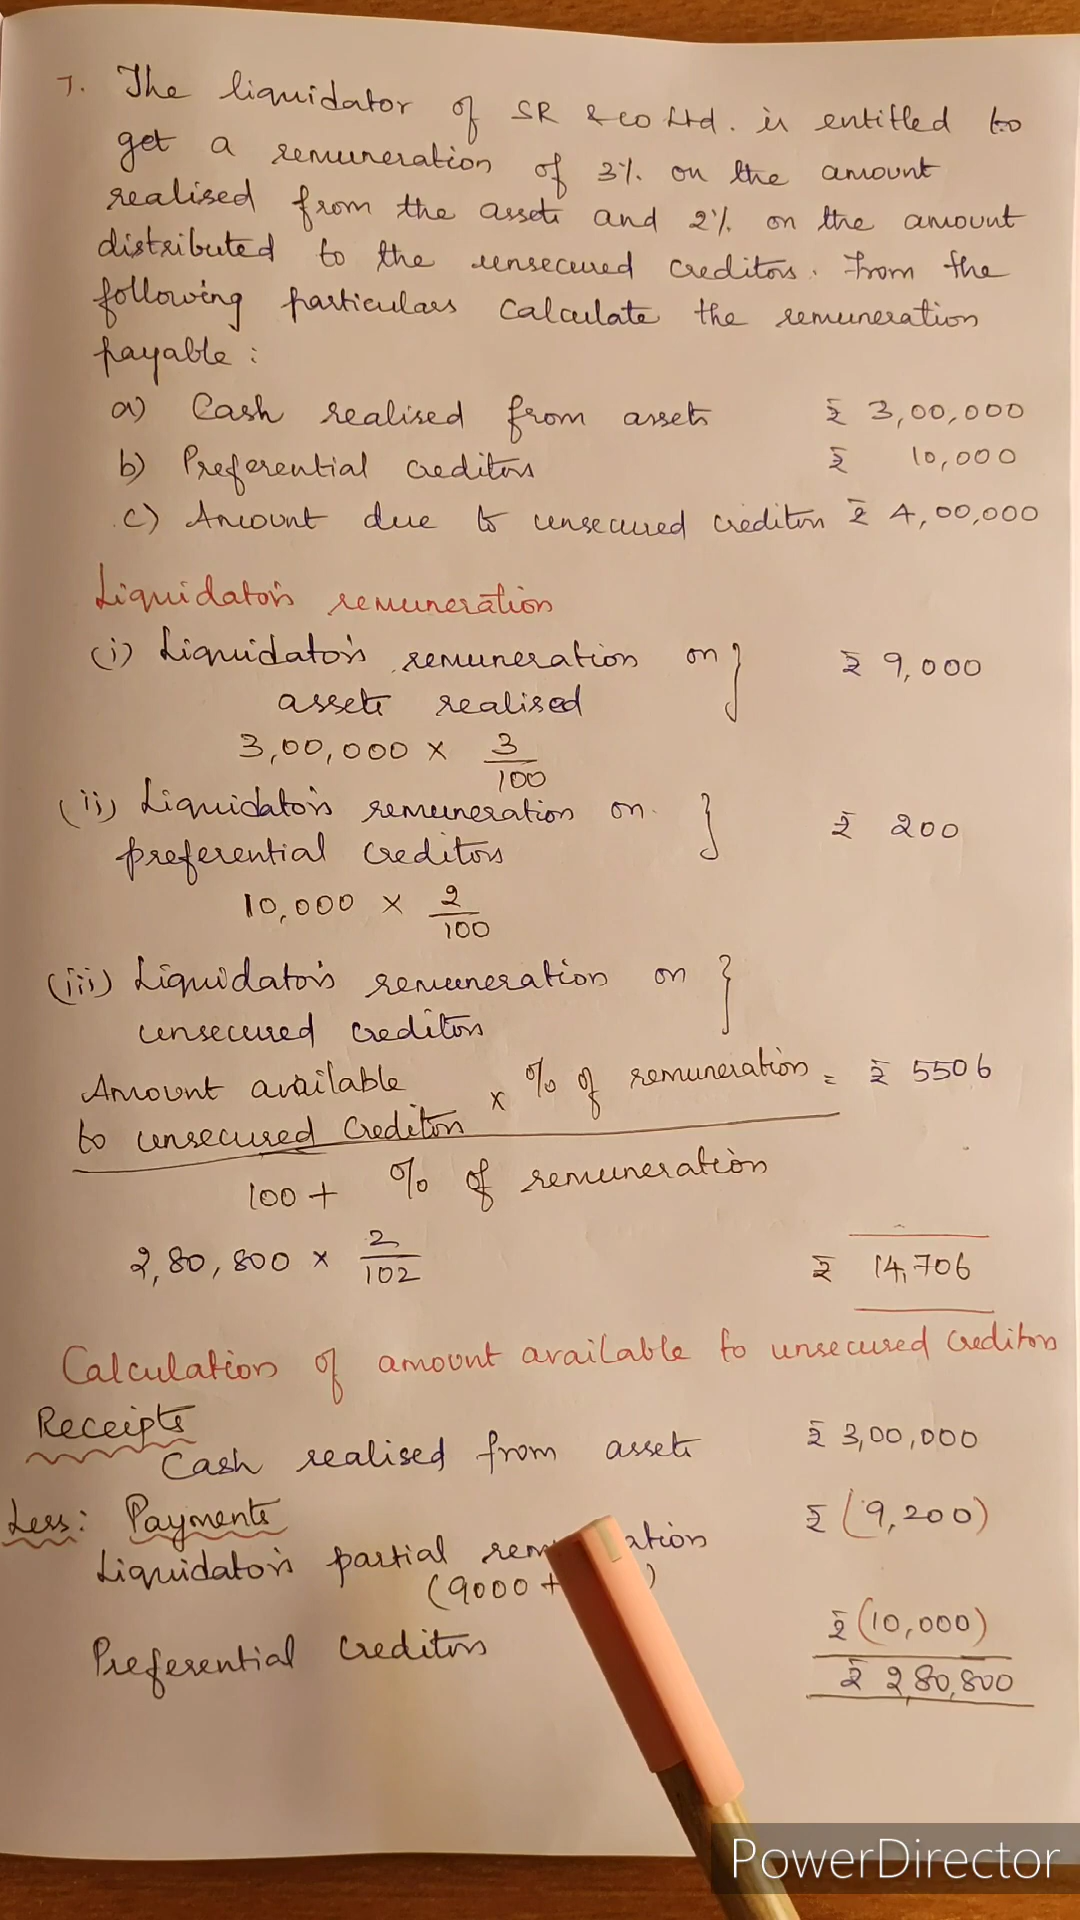 7. The liquidator of SR & co Ltd. is entitled to
get a remuneration of 3% on the amount
realised from the assets and 2% on the amount
distributed to the unsecured creditors. From the
following particulars calculate the remuneration
payable :
a) Cash realised from assets ₹ 3,00,000
b) Preferential creditors ₹ 10,000
c) Amount due to unsecured creditors ₹ 4,00,000
Liquidator's remuneration
(i) Liquidator's remuneration on } ₹ 9,000
assets realised
3,00,000 × 3/100
(ii) Liquidator's remuneration on } ₹ 200
preferential creditors
10,000 × 2/100
(iii) Liquidator's remuneration on }
unsecured creditors
Amount available × % of remuneration = ₹ 5506
to unsecured creditors
100 + % of remuneration
2,80,800 × 2/102 ₹ 14,706
Calculation of amount available to unsecured creditors
Receipts
Cash realised from assets ₹ 3,00,000
Less: Payments ₹ (9,200)
Liquidator's partial rem ation
(9000 + )
Preferential creditors ₹ (10,000)
₹ 2,80,800
PowerDirector